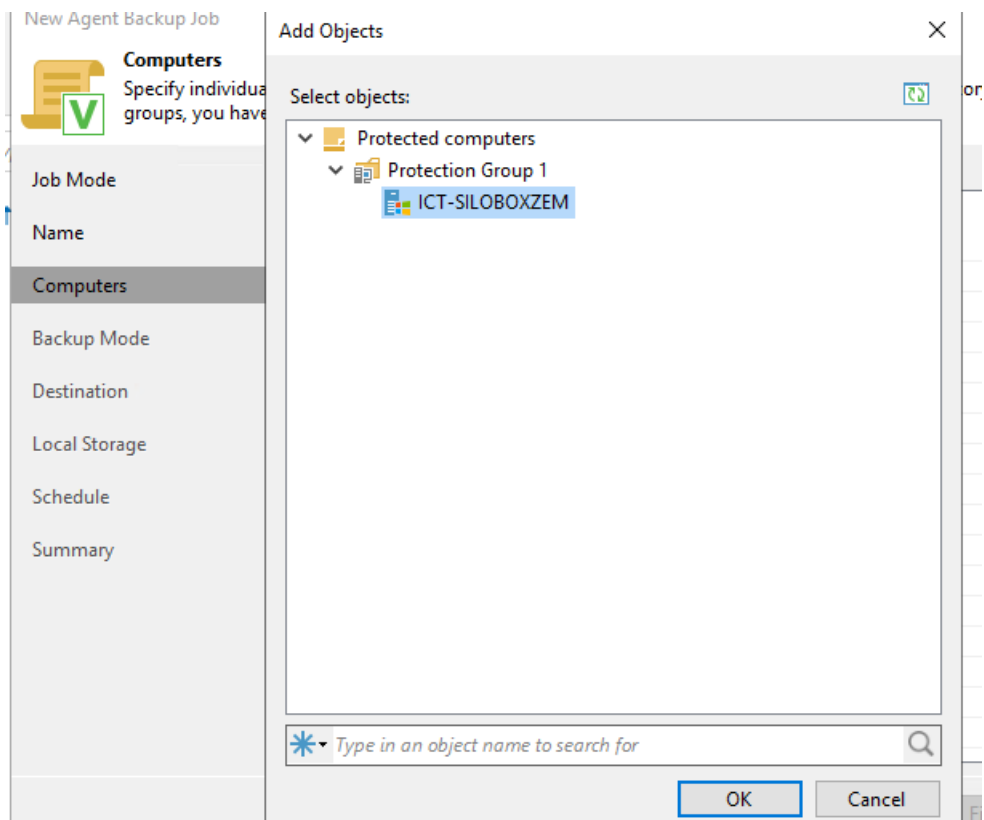 New Agent Backup Job
Computers
Specify individua
groups, you have
Job Mode
Name
Computers
Backup Mode
Destination
Local Storage
Schedule
Summary
Add Objects
Select objects:
Protected computers
Protection Group 1
ICT-SILOBOXZEM
Type in an object name to search for
OK
Cancel